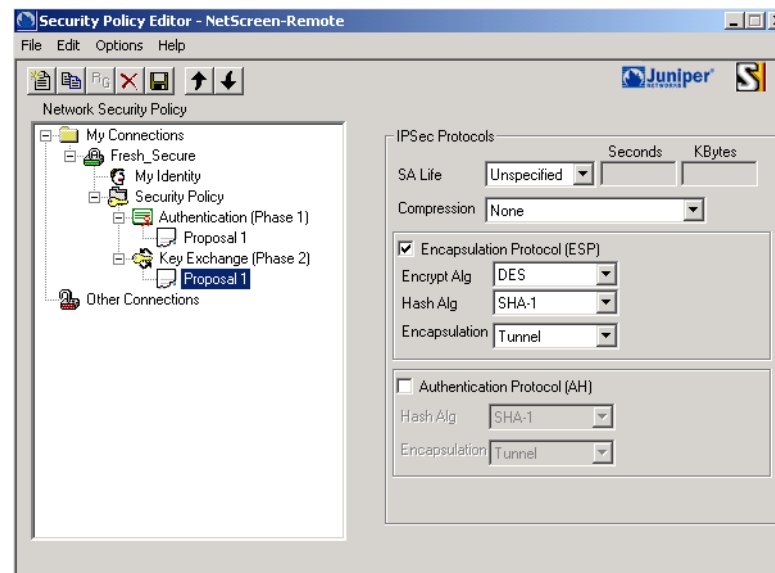 Security Policy Editor - NetScreen-Remote
File Edit Options Help
RG
Juniper
NETWORKS
S
Network Security Policy
My Connections
Fresh_Secure
My Identity
Security Policy
Authentication (Phase 1)
Proposal 1
Key Exchange (Phase 2)
Proposal 1
Other Connections
IPSec Protocols
Seconds KBytes
SA Life Unspecified
Compression None
Encapsulation Protocol (ESP)
Encrypt Alg DES
Hash Alg SHA-1
Encapsulation Tunnel
Authentication Protocol (AH)
Hash Alg SHA-1
Encapsulation Tunnel